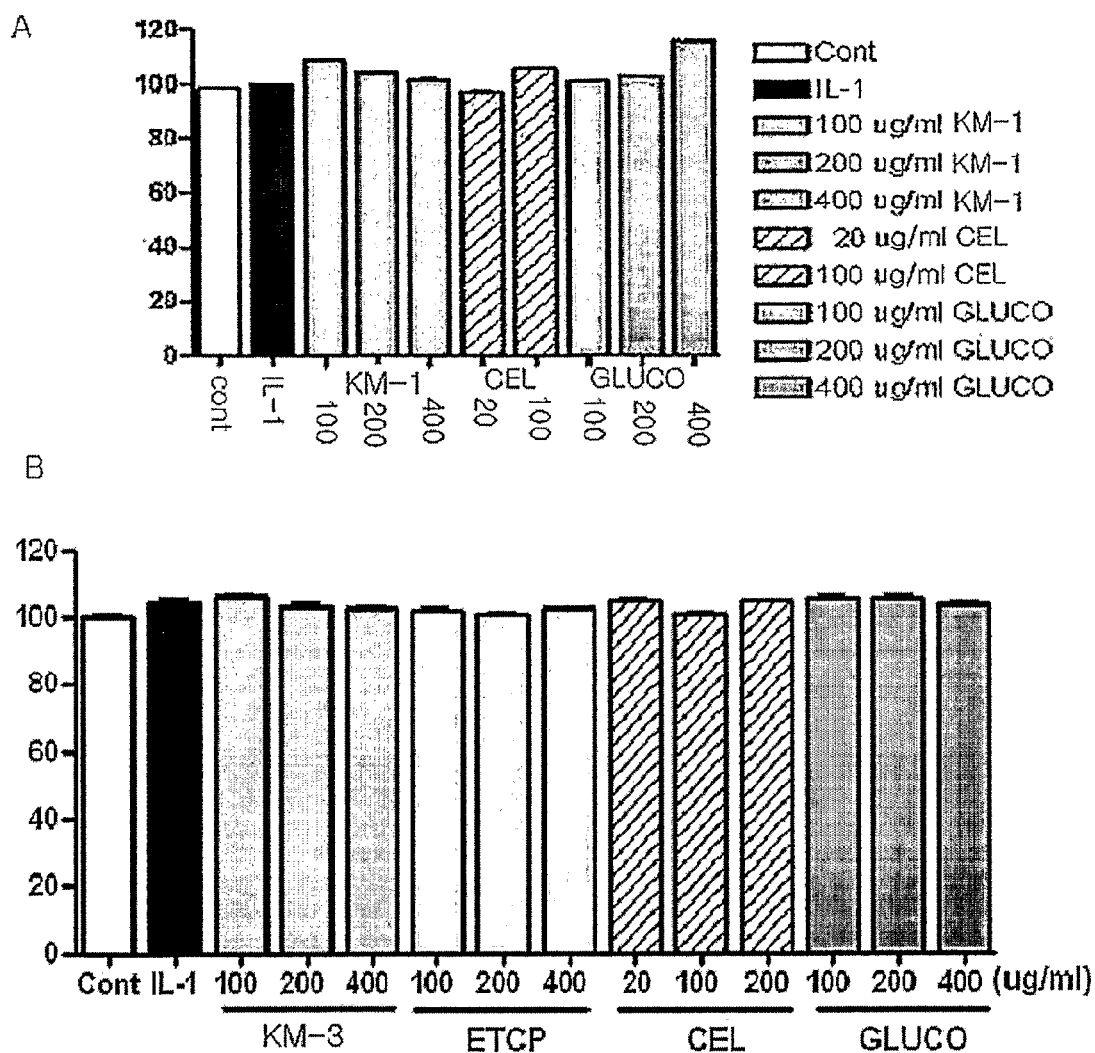 A
120
100
80
60
40
20
0
cont
IL-1
100
200
400
20
100
100
200
400
KM-1
CEL
GLUCO
Cont
IL-1
100 ug/ml KM-1
200 ug/ml KM-1
400 ug/ml KM-1
20 ug/ml CEL
100 ug/ml CEL
100 ug/ml GLUCO
200 ug/ml GLUCO
400 ug/ml GLUCO
B
120
100
80
60
40
20
0
Cont IL-1 100 200 400 100 200 400 20 100 200 100 200 400 (ug/ml)
KM-3 ETCP CEL GLUCO